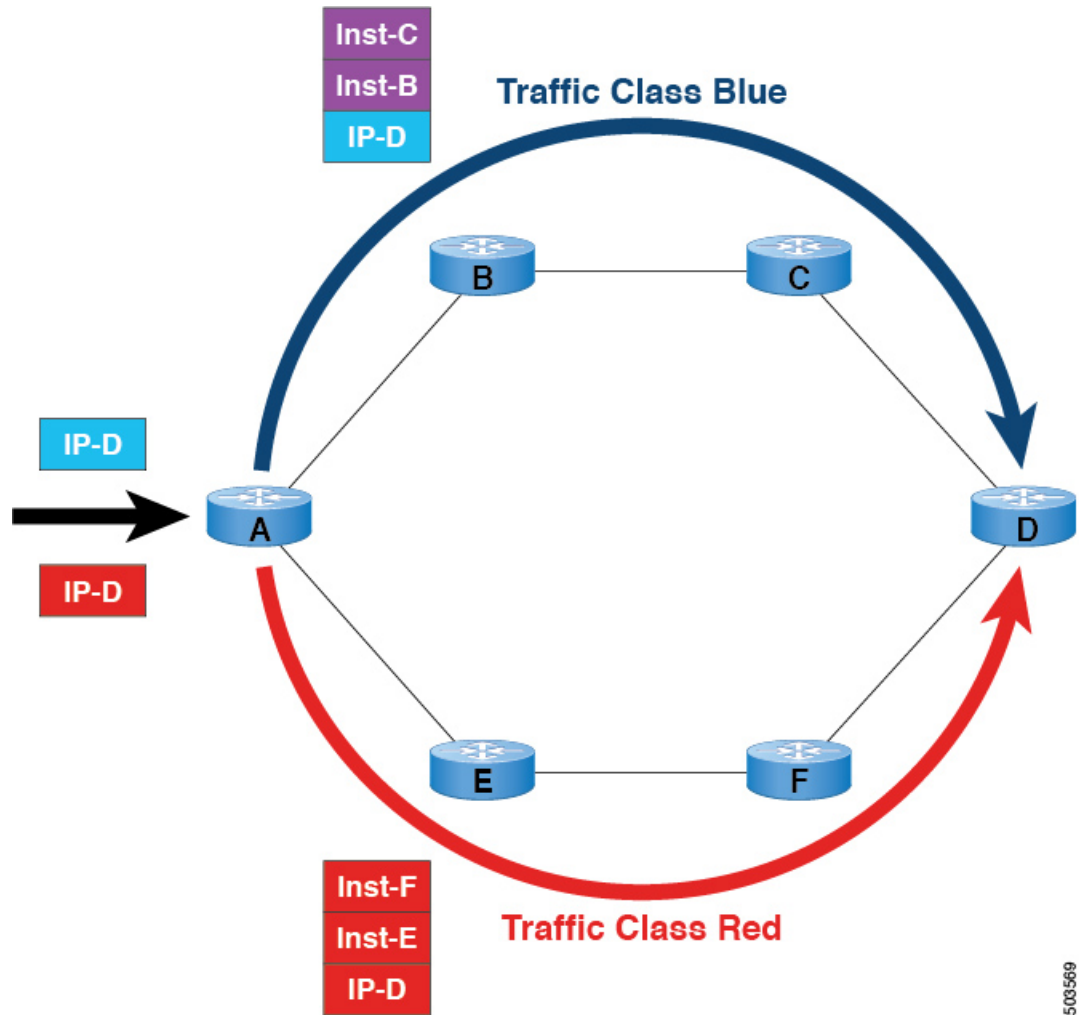 Inst-C
Inst-B
IP-D
Traffic Class Blue
B
C
IP-D
A
D
IP-D
E
F
Inst-F
Inst-E
IP-D
Traffic Class Red
503569